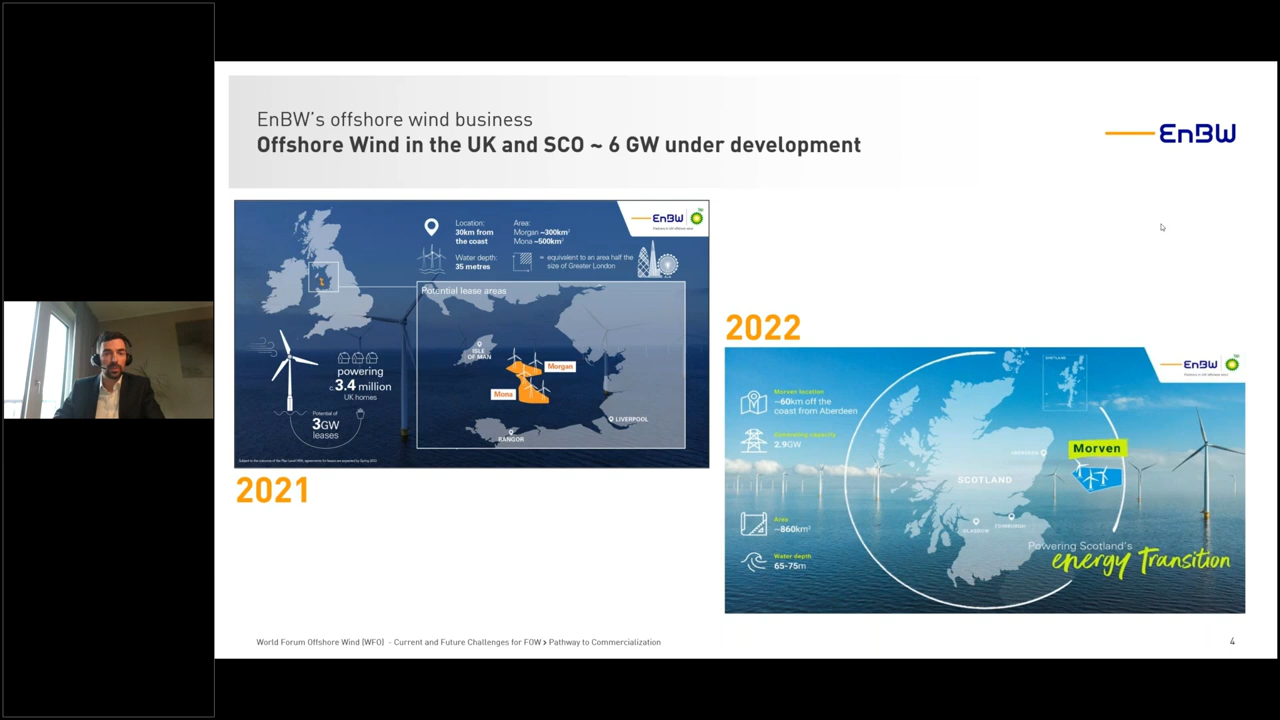 EnBW's offshore wind business
Offshore Wind in the UK and SCO ~ 6 GW under development
EnBW
Location:
30km from
the coast
Area:
Morgan ~300km²
Mona ~500km²
Water depth:
35 metres
= equivalent to an area half the
size of Greater London
EnBW
bp
Potential lease areas
ISLE
OF MAN
Morgan
Mona
LIVERPOOL
BANGOR
powering
c.3.4 million
UK homes
Potential of
3GW
leases
2021
2022
EnBW
Morven location
~60km off the
coast from Aberdeen
Generating capacity
2.9GW
Area
~860km²
Water depth
65-75m
SCOTLAND
ABERDEEN
SCOTLAND
GLASGOW
EDINBURGH
Morven
Powering Scotland's
energy Transition
World Forum Offshore Wind (WFO) - Current and Future Challenges for FOW > Pathway to Commercialization
4